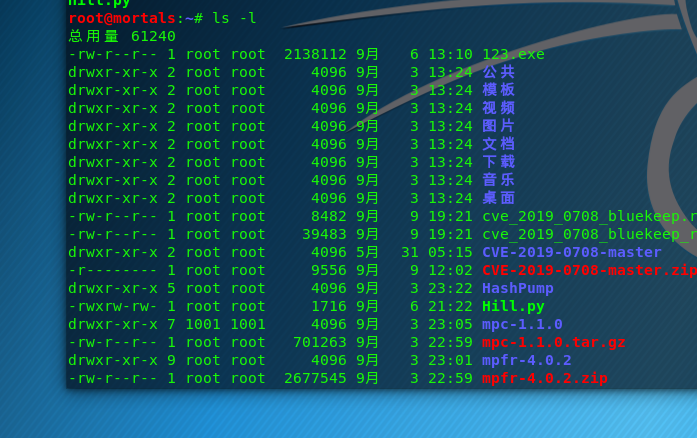 Hill.py
root@mortals:~# ls -l
总用量 61240
-rw-r--r-- 1 root root 2138112 9月 6 13:10 123.exe
drwxr-xr-x 2 root root 4096 9月 3 13:24 公共
drwxr-xr-x 2 root root 4096 9月 3 13:24 模板
drwxr-xr-x 2 root root 4096 9月 3 13:24 视频
drwxr-xr-x 2 root root 4096 9月 3 13:24 图片
drwxr-xr-x 2 root root 4096 9月 3 13:24 文档
drwxr-xr-x 2 root root 4096 9月 3 13:24 下载
drwxr-xr-x 2 root root 4096 9月 3 13:24 音乐
drwxr-xr-x 2 root root 4096 9月 3 13:24 桌面
-rw-r--r-- 1 root root 8482 9月 9 19:21 cve_2019_0708_bluekeep.r
-rw-r--r-- 1 root root 39483 9月 9 19:21 cve_2019_0708_bluekeep_r
drwxr-xr-x 2 root root 4096 5月 31 05:15 CVE-2019-0708-master
-r-------- 1 root root 9556 9月 9 12:02 CVE-2019-0708-master.zip
drwxr-xr-x 5 root root 4096 9月 3 23:22 HashPump
-rwxrw-rw- 1 root root 1716 9月 6 21:22 Hill.py
drwxr-xr-x 7 1001 1001 4096 9月 3 23:05 mpc-1.1.0
-rw-r--r-- 1 root root 701263 9月 3 22:59 mpc-1.1.0.tar.gz
drwxr-xr-x 9 root root 4096 9月 3 23:01 mpfr-4.0.2
-rw-r--r-- 1 root root 2677545 9月 3 22:59 mpfr-4.0.2.zip